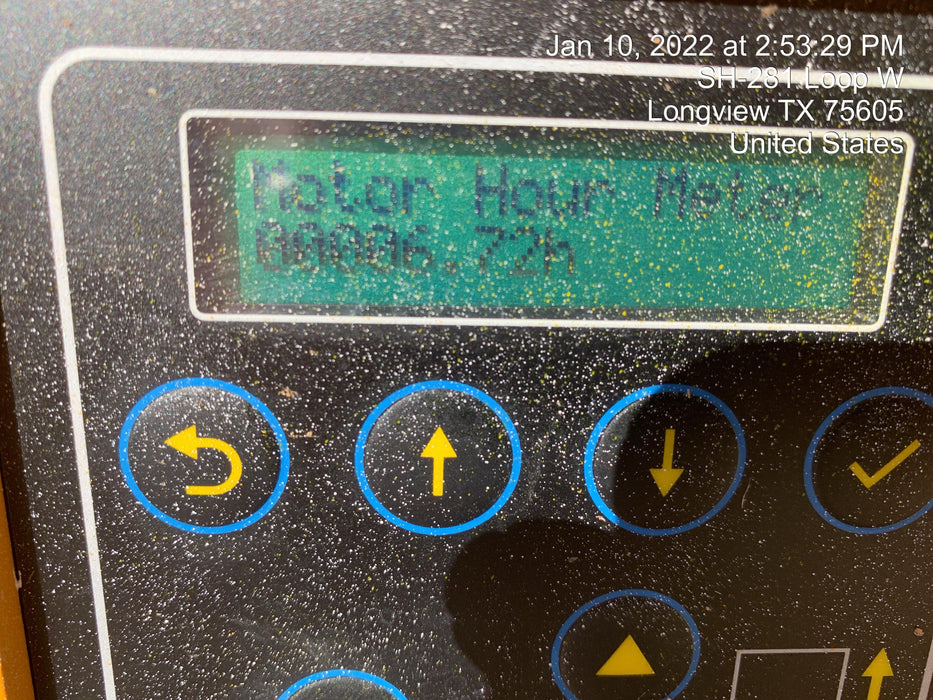 Jan 10, 2022 at 2:53:29 PM
SH-281 Loop W
Longview TX 75605
United States
Motor Hour Meter
00006.72h